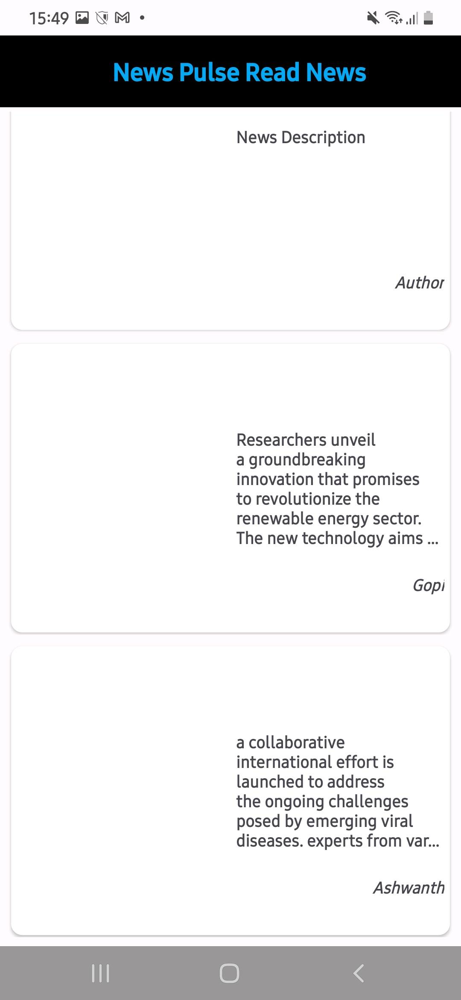 15:49
News Pulse Read News
News Description
Author
Researchers unveil
a groundbreaking
innovation that promises
to revolutionize the
renewable energy sector.
The new technology aims ...
Gopi
a collaborative
international effort is
launched to address
the ongoing challenges
posed by emerging viral
diseases. experts from var...
Ashwanth